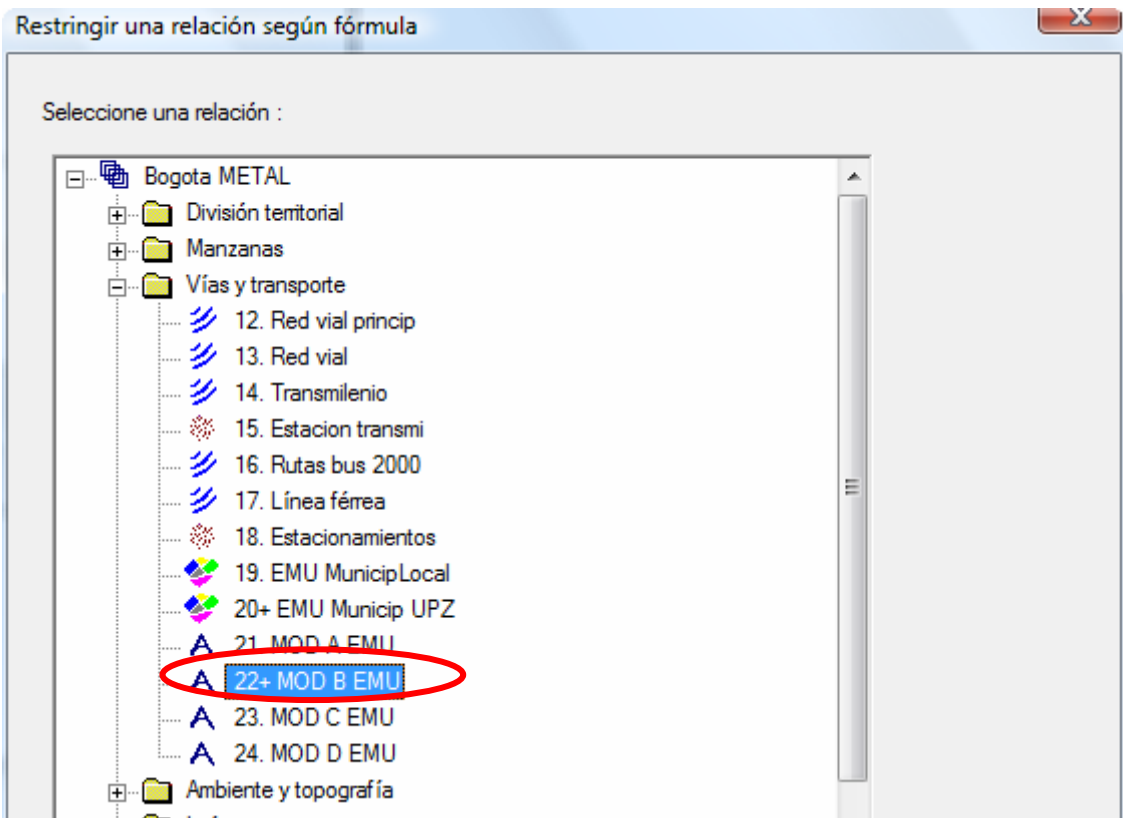 Restringir una relación según fórmula
Seleccione una relación :
Bogota METAL
División territorial
Manzanas
Vías y transporte
12. Red vial princip
13. Red vial
14. Transmilenio
15. Estacion transmi
16. Rutas bus 2000
17. Línea férrea
18. Estacionamientos
19. EMU MunicipLocal
20+ EMU Municip UPZ
21. MOD A EMU
22+ MOD B EMU
23. MOD C EMU
24. MOD D EMU
Ambiente y topografía